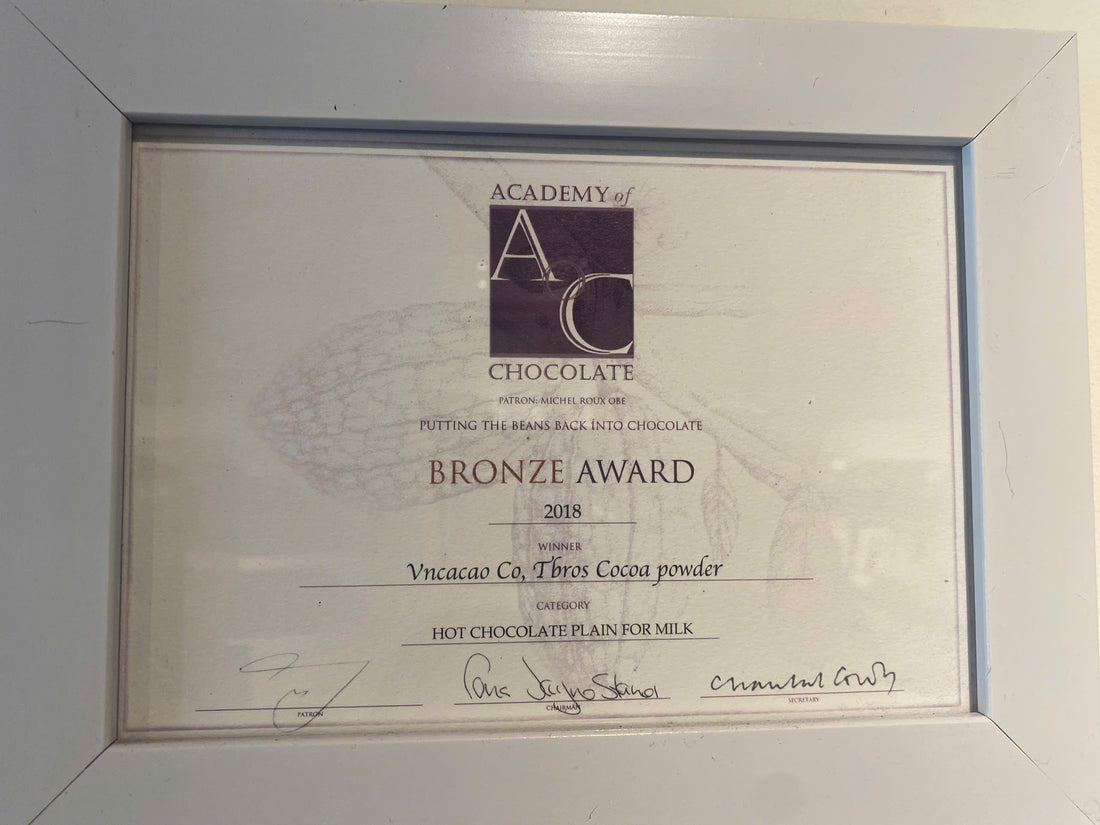 ACADEMY of
AC
CHOCOLATE
PATRON: MICHEL ROUX OBE
PUTTING THE BEANS BACK INTO CHOCOLATE
BRONZE AWARD
2018
WINNER
Vncacao Co, Tbros Cocoa powder
CATEGORY
HOT CHOCOLATE PLAIN FOR MILK
PATRON
CHAIRMAN
SECRETARY